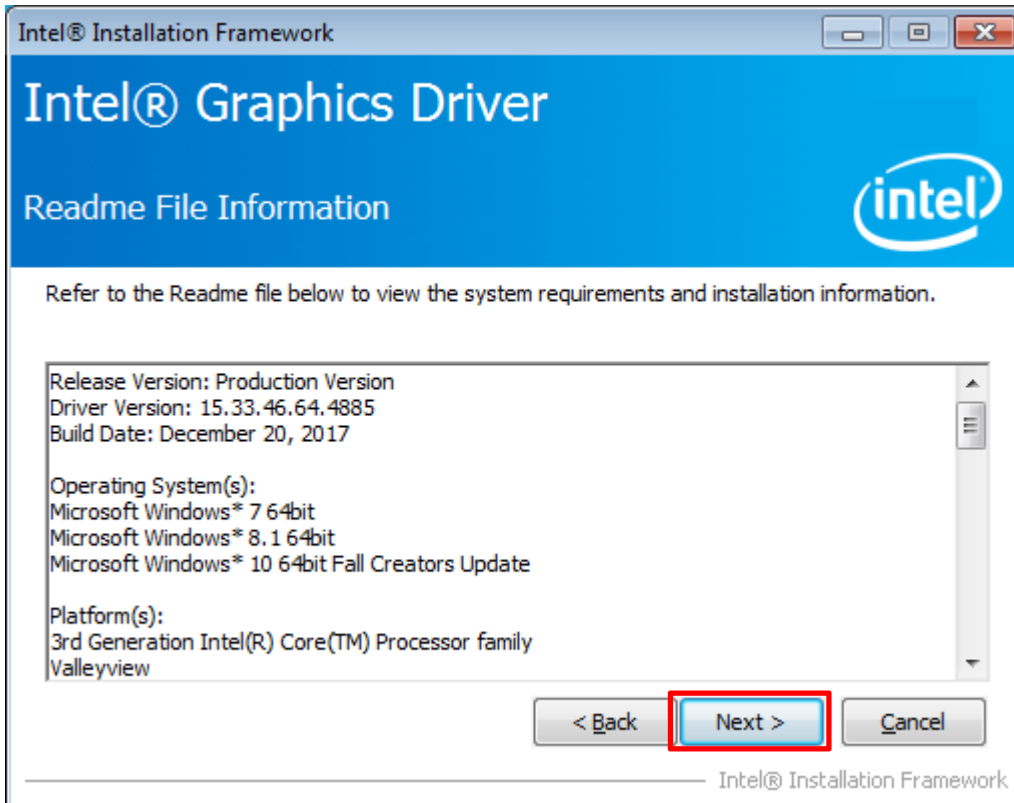 Intel® Installation Framework
Intel® Graphics Driver
Readme File Information
intel®
Refer to the Readme file below to view the system requirements and installation information.
Release Version: Production Version
Driver Version: 15.33.46.64.4885
Build Date: December 20, 2017
Operating System(s):
Microsoft Windows* 7 64bit
Microsoft Windows* 8.1 64bit
Microsoft Windows* 10 64bit Fall Creators Update
Platform(s):
3rd Generation Intel(R) Core(TM) Processor family
Valleyview
< Back Next > Cancel
Intel® Installation Framework